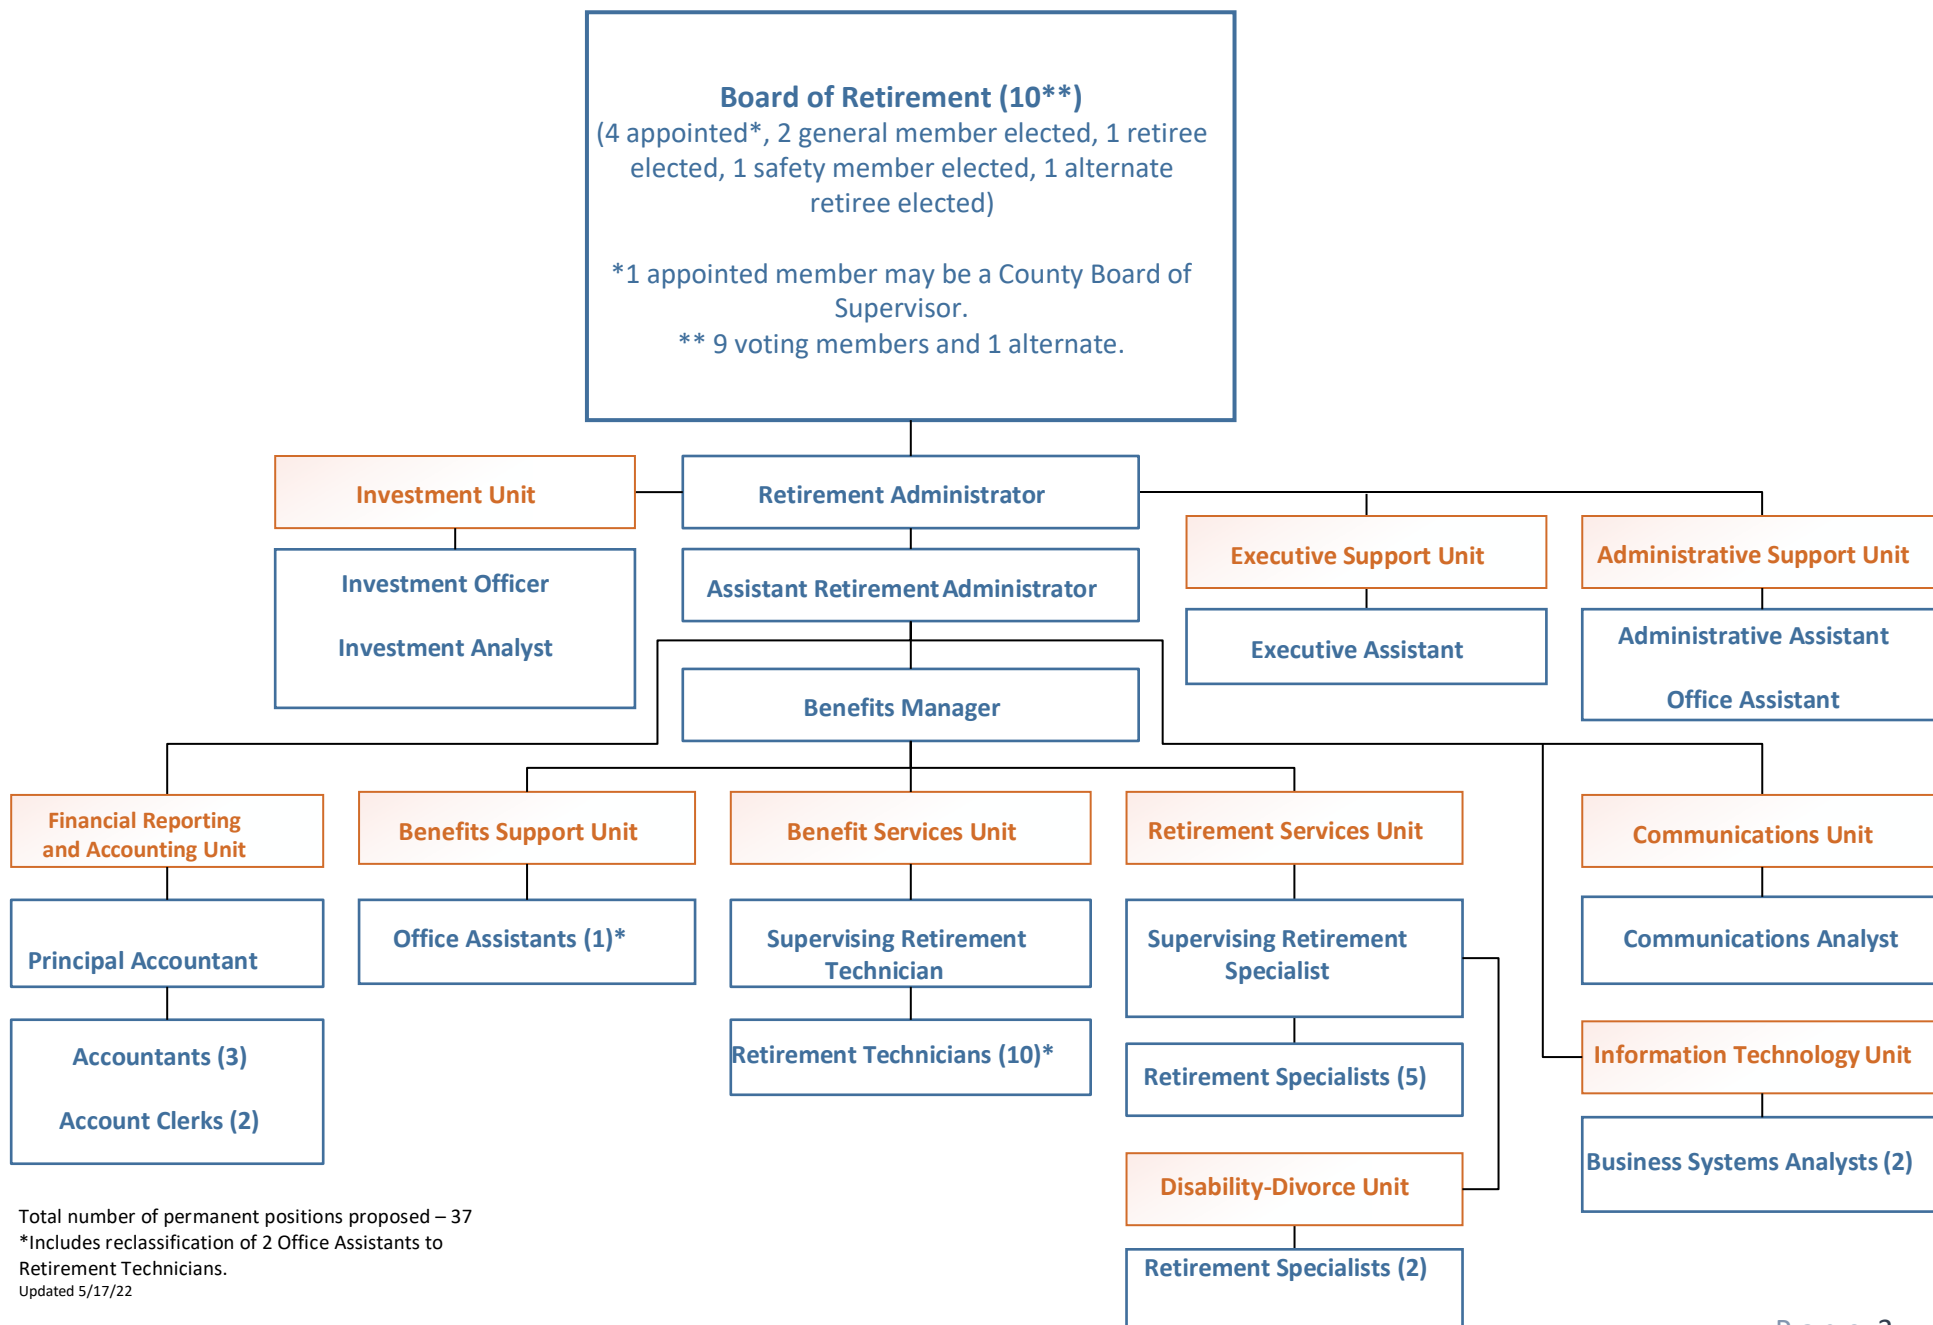 Board of Retirement (10**)
(4 appointed*, 2 general member elected, 1 retiree
elected, 1 safety member elected, 1 alternate
retiree elected)
*1 appointed member may be a County Board of
Supervisor.
** 9 voting members and 1 alternate.
Investment Unit
Retirement Administrator
Investment Officer
Investment Analyst
Assistant Retirement Administrator
Executive Support Unit
Administrative Support Unit
Executive Assistant
Administrative Assistant
Office Assistant
Benefits Manager
Financial Reporting
and Accounting Unit
Benefits Support Unit
Benefit Services Unit
Retirement Services Unit
Communications Unit
Principal Accountant
Office Assistants (1)*
Supervising Retirement
Technician
Supervising Retirement
Specialist
Communications Analyst
Accountants (3)
Account Clerks (2)
Retirement Technicians (10)*
Retirement Specialists (5)
Information Technology Unit
Business Systems Analysts (2)
Disability-Divorce Unit
Retirement Specialists (2)
Total number of permanent positions proposed – 37
*Includes reclassification of 2 Office Assistants to
Retirement Technicians.
Updated 5/17/22